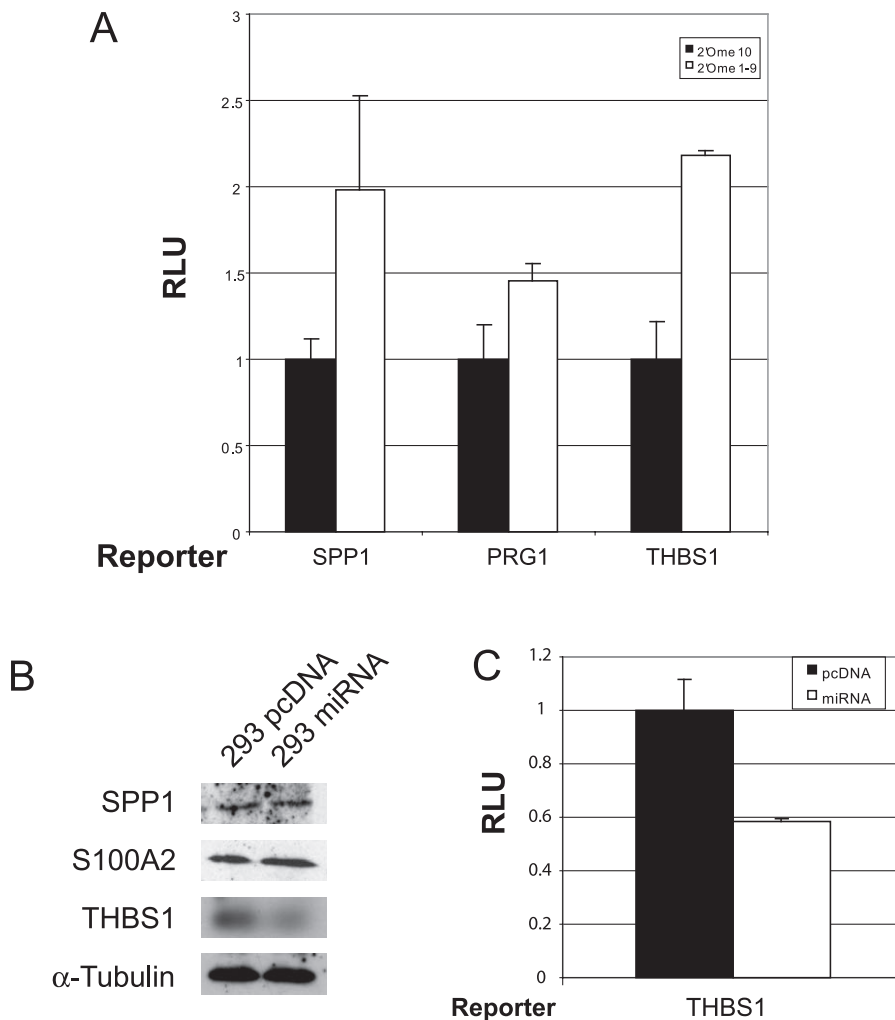 A
3
2.5
2
1.5
1
0.5
0
RLU
2'Ome 10
2'Ome 1-9
Reporter SPP1 PRG1 THBS1
B
293 pcDNA
293 miRNA
SPP1
S100A2
THBS1
α-Tubulin
C
1.2
1
0.8
0.6
0.4
0.2
0
RLU
pcDNA
miRNA
Reporter THBS1